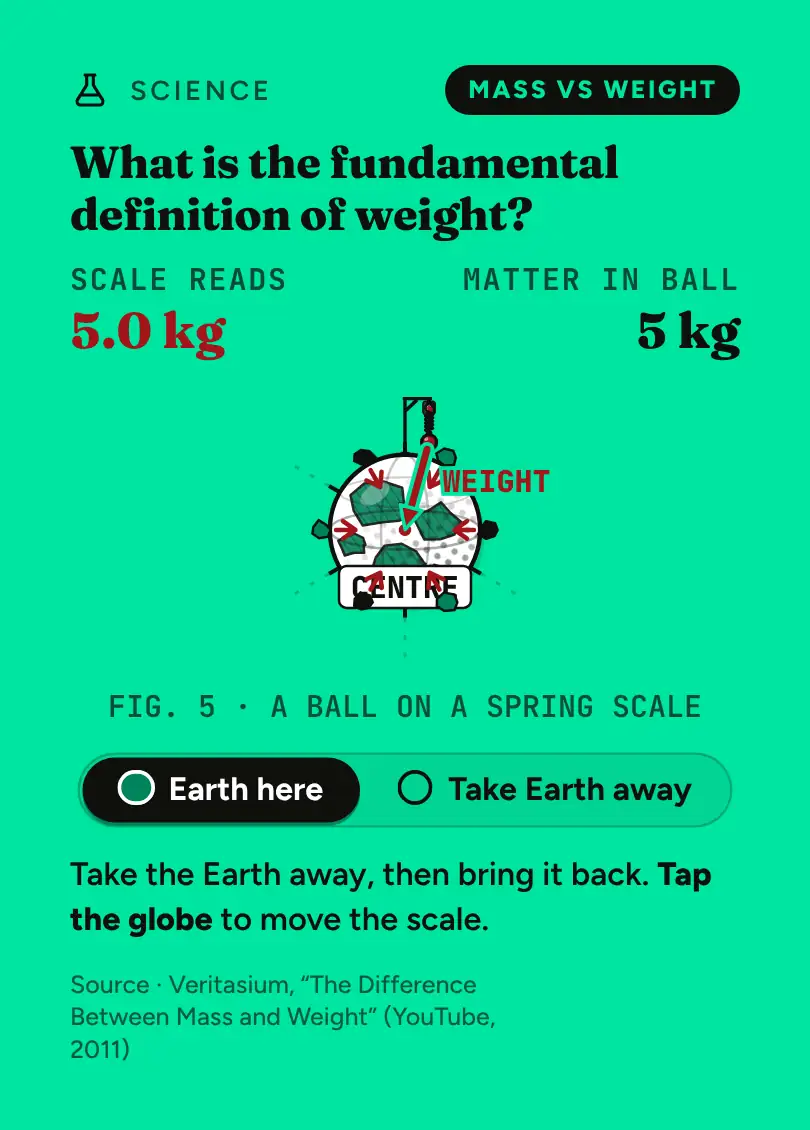 SCIENCE
MASS VS WEIGHT
What is the fundamental
definition of weight?
SCALE READS
MATTER IN BALL
5.0 kg
5 kg
WEIGHT
CENTRE
FIG. 5 · A BALL ON A SPRING SCALE
Earth here
Take Earth away
Take the Earth away, then bring it back. Tap
the globe to move the scale.
Source · Veritasium, “The Difference
Between Mass and Weight” (YouTube,
2011)